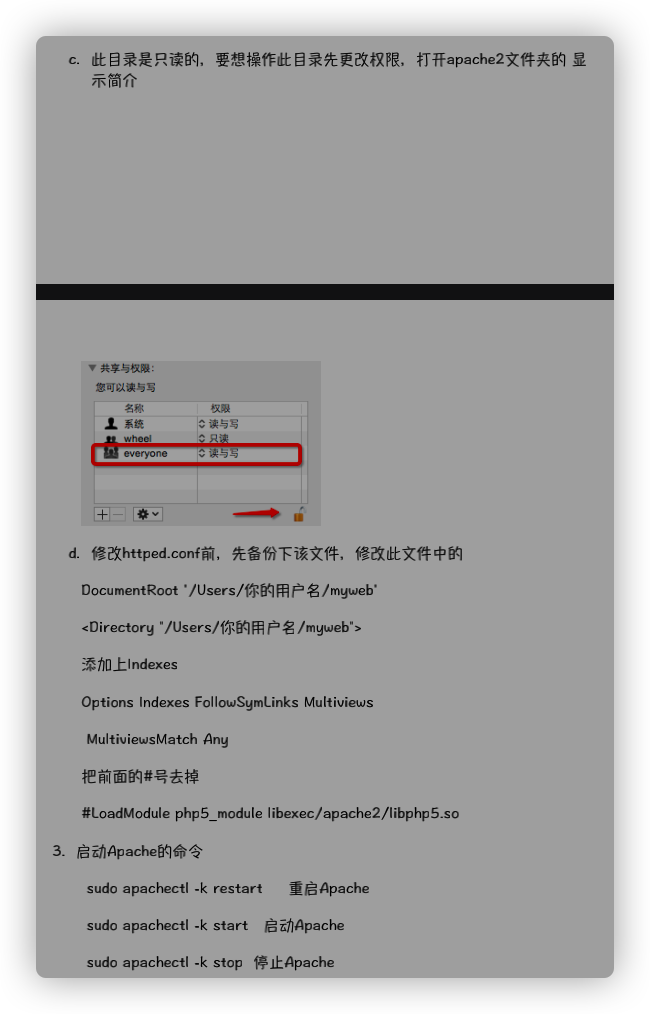 c. 此目录是只读的，要想操作此目录先更改权限，打开apache2文件夹的 显
示简介
共享与权限:
您可以读与写
名称 权限
系统 读与写
wheel 只读
everyone 读与写
d. 修改httped.conf前，先备份下该文件，修改此文件中的
DocumentRoot "/Users/你的用户名/myweb"
<Directory "/Users/你的用户名/myweb">
添加上Indexes
Options Indexes FollowSymLinks Multiviews
MultiviewsMatch Any
把前面的#号去掉
#LoadModule php5_module libexec/apache2/libphp5.so
3. 启动Apache的命令
sudo apachectl -k restart 重启Apache
sudo apachectl -k start 启动Apache
sudo apachectl -k stop 停止Apache